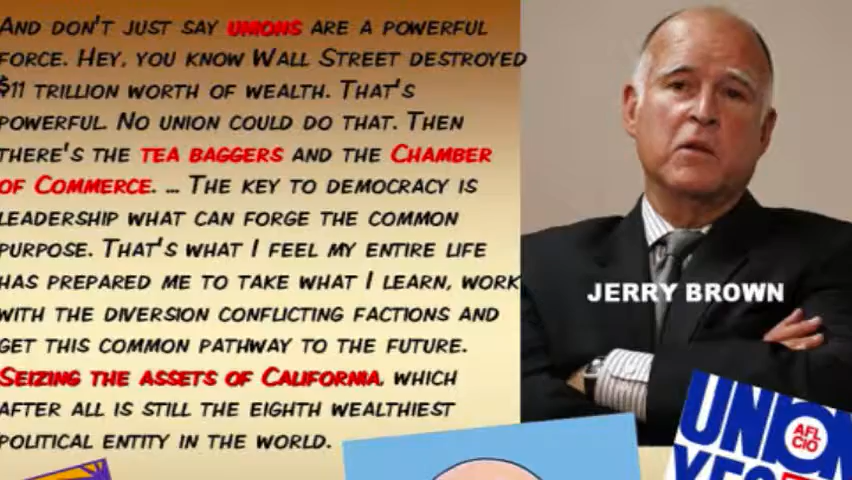 AND DON'T JUST SAY UNIONS ARE A POWERFUL
FORCE. HEY, YOU KNOW WALL STREET DESTROYED
$11 TRILLION WORTH OF WEALTH. THAT'S
POWERFUL. NO UNION COULD DO THAT. THEN
THERE'S THE TEA BAGGERS AND THE CHAMBER
OF COMMERCE. ... THE KEY TO DEMOCRACY IS
LEADERSHIP WHAT CAN FORGE THE COMMON
PURPOSE. THAT'S WHAT I FEEL MY ENTIRE LIFE
HAS PREPARED ME TO TAKE WHAT I LEARN, WORK
WITH THE DIVERSION CONFLICTING FACTIONS AND
GET THIS COMMON PATHWAY TO THE FUTURE.
SEIZING THE ASSETS OF CALIFORNIA, WHICH
AFTER ALL IS STILL THE EIGHTH WEALTHIEST
POLITICAL ENTITY IN THE WORLD.
JERRY BROWN
UNION
AFL
CIO
YES